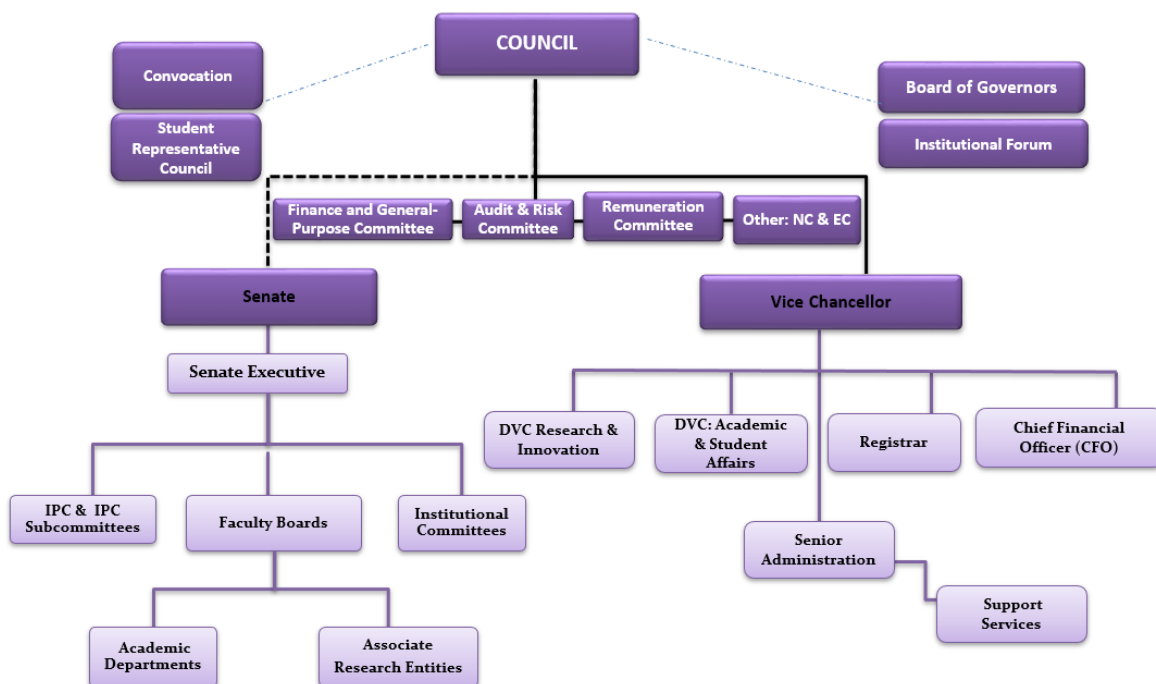 COUNCIL
Convocation
Student
Representative
Council
Board of Governors
Institutional Forum
Finance and General-
Purpose Committee
Audit & Risk
Committee
Remuneration
Committee
Other: NC & EC
Senate
Vice Chancellor
Senate Executive
DVC Research &
Innovation
DVC: Academic
& Student
Affairs
Registrar
Chief Financial
Officer (CFO)
IPC & IPC
Subcommittees
Faculty Boards
Institutional
Committees
Senior
Administration
Support
Services
Academic
Departments
Associate
Research Entities